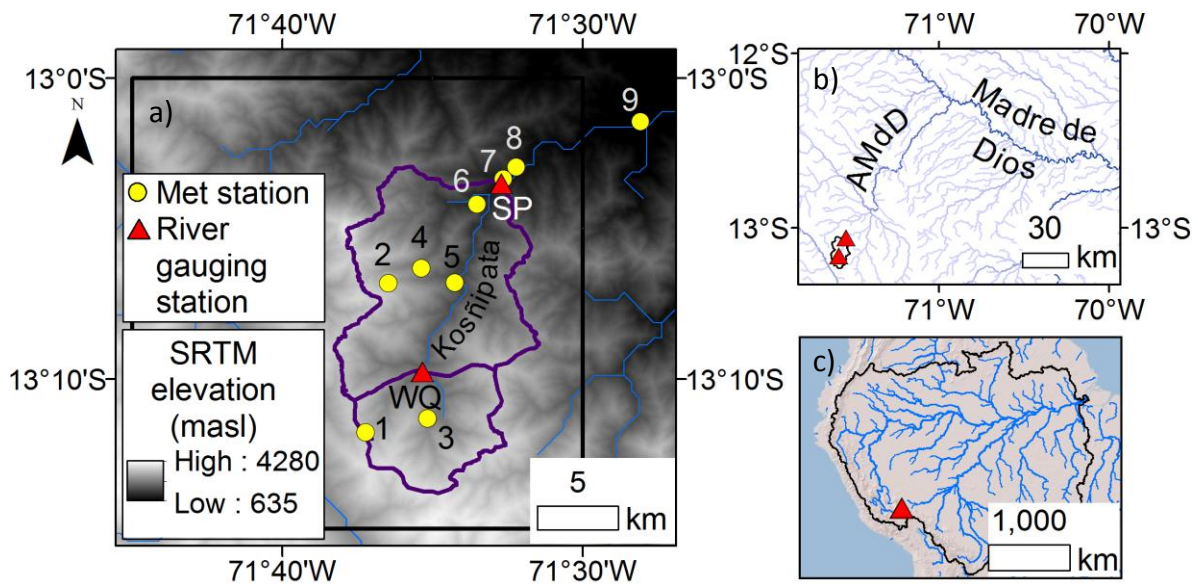 71°40'W
71°30'W
13°0'S
13°0'S
a)
N
9
8
7
6
SP
Met station
River
gauging
station
2
4
5
Kosñipata
SRTM
elevation
(masl)
High : 4280
Low : 635
13°10'S
13°10'S
WQ
1
3
5
km
71°40'W
71°30'W
71°W
70°W
12°S
b)
Madre de
Dios
AMdD
30
km
13°S
13°S
71°W
70°W
c)
1,000
km